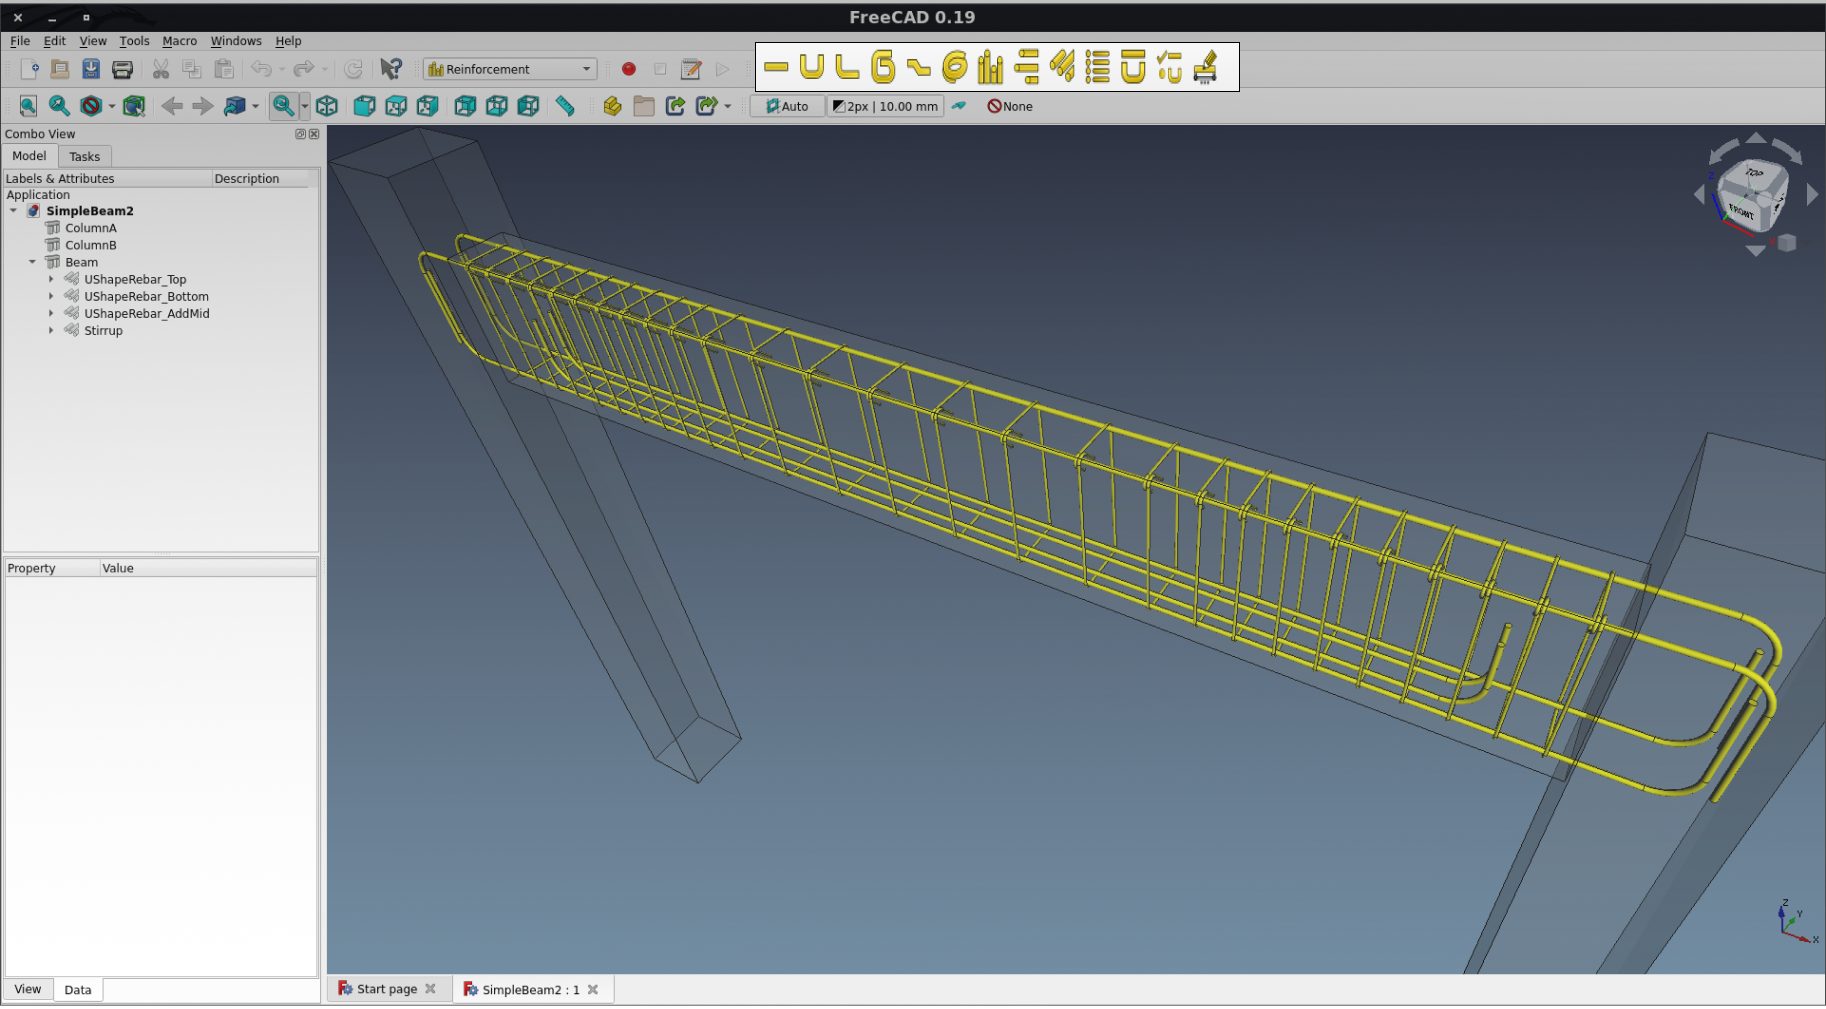 FreeCAD 0.19
File Edit View Tools Macro Windows Help
Reinforcement
Auto 2px | 10.00 mm None
Combo View
Model Tasks
Labels & Attributes Description
Application
SimpleBeam2
ColumnA
ColumnB
Beam
UShapeRebar_Top
UShapeRebar_Bottom
UShapeRebar_AddMid
Stirrup
Property Value
View Data
TOP
FRONT
Z
Y
X
Start page
SimpleBeam2 : 1